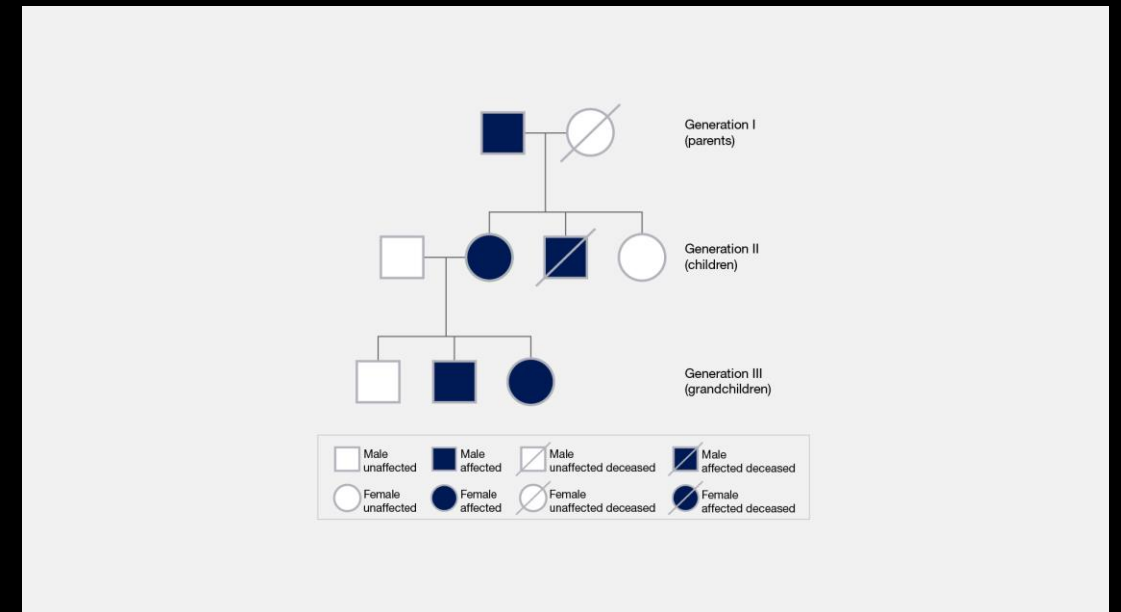 Generation I
(parents)
Generation II
(children)
Generation III
(grandchildren)
Male
unaffected
Male
affected
Male
unaffected deceased
Male
affected deceased
Female
unaffected
Female
affected
Female
unaffected deceased
Female
affected deceased